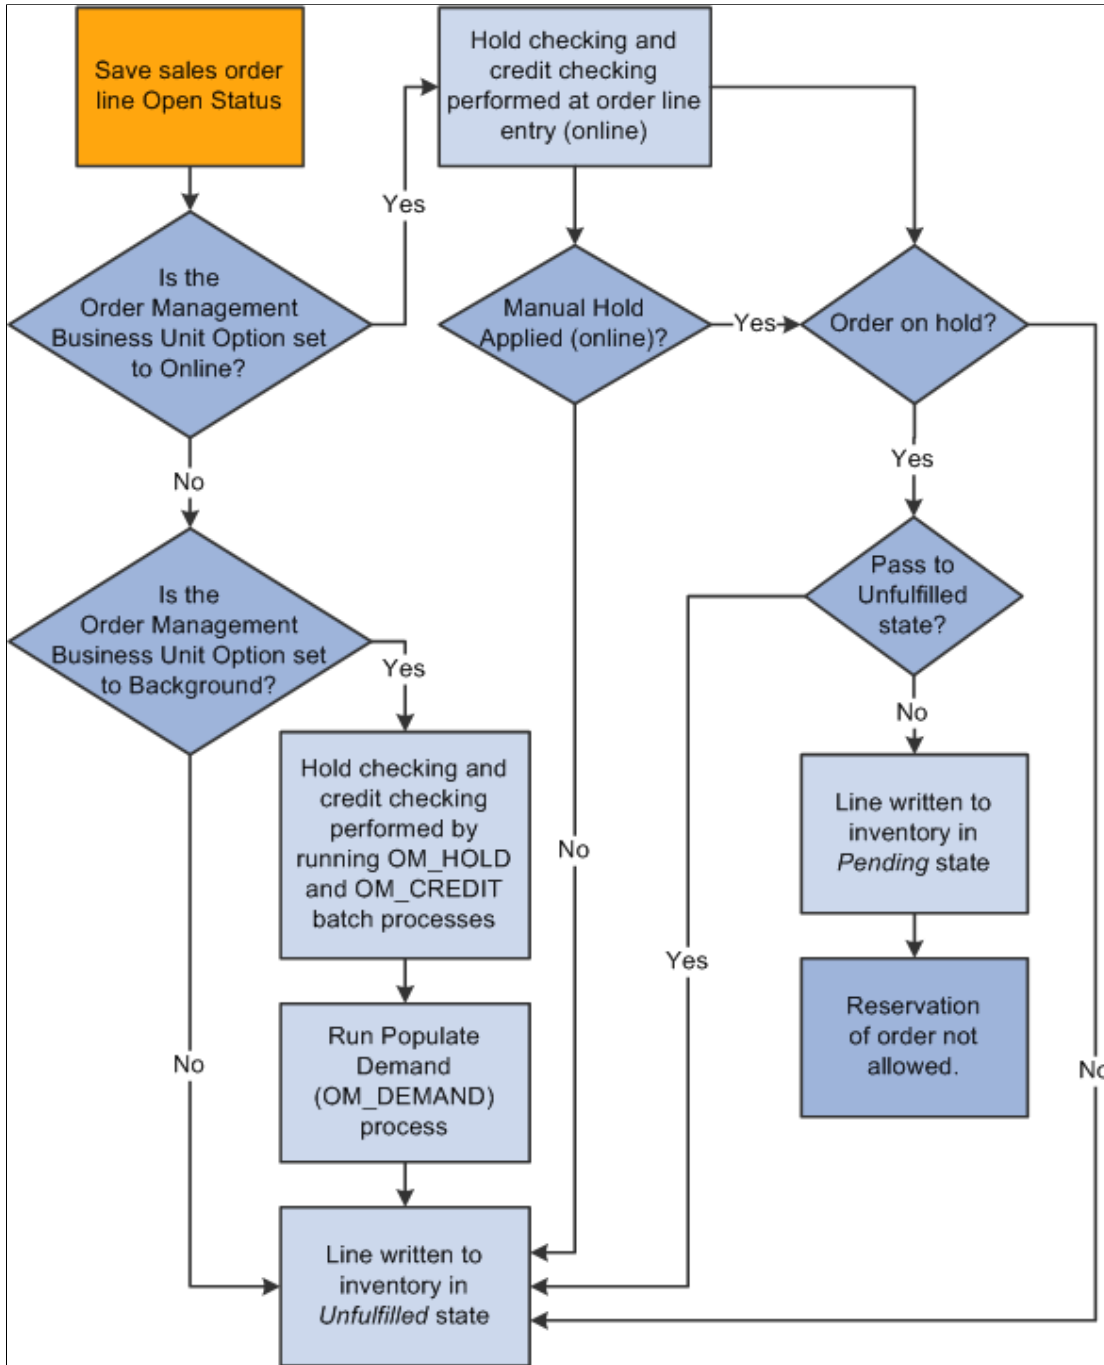 Save sales order
line Open Status
Hold checking and
credit checking
performed at order line
entry (online)
Yes
Is the
Order Management
Business Unit Option set
to Online?
Manual Hold
Applied (online)?
Yes
Order on hold?
No
Yes
Is the
Order Management
Business Unit Option set
to Background?
Yes
Pass to
Unfulfilled
state?
No
Hold checking and
credit checking
performed by
running OM_HOLD
and OM_CREDIT
batch processes
Line written to
inventory in
Pending state
No
Yes
Run Populate
Demand
(OM_DEMAND)
process
Reservation
of order not
allowed.
No
No
Line written to
inventory in
Unfulfilled state